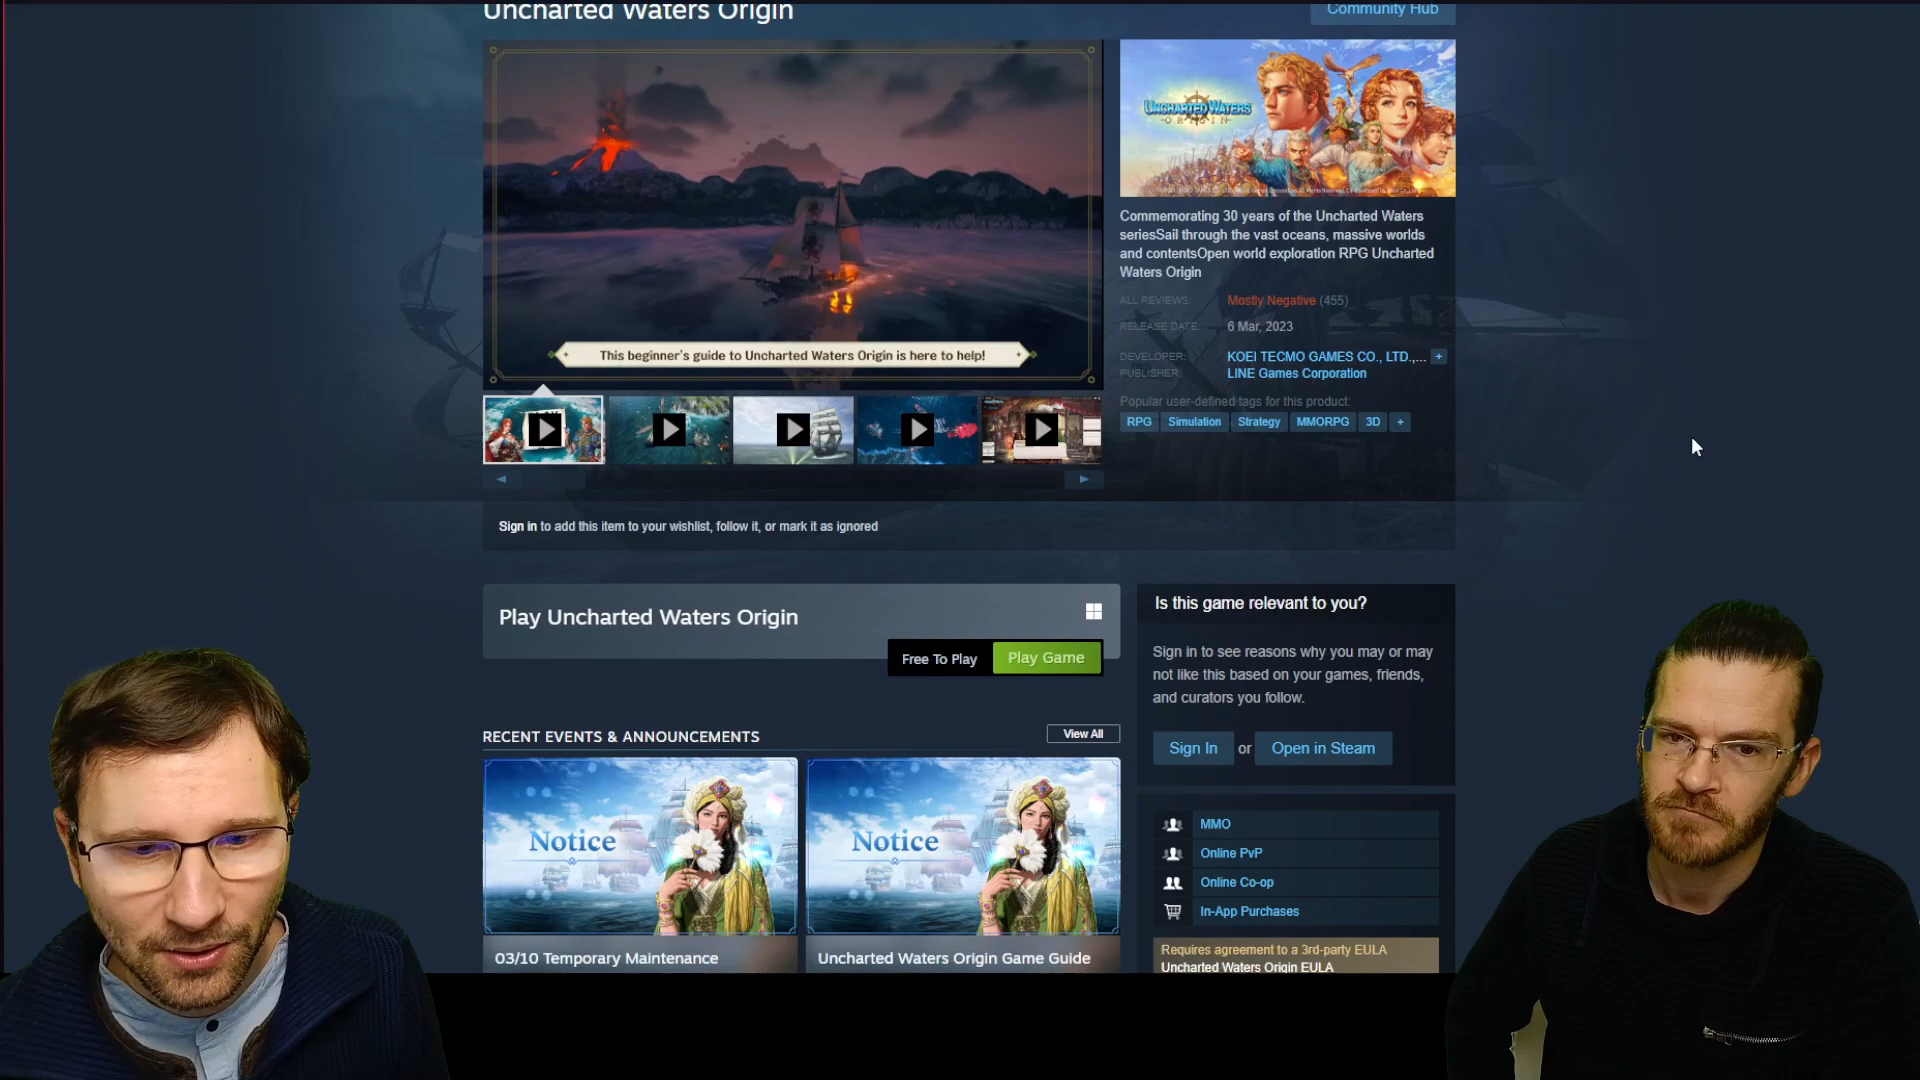 Uncharted Waters Origin
Community Hub
This beginner's guide to Uncharted Waters Origin is here to help!
UNCHARTED WATERS
ORIGIN
Commemorating 30 years of the Uncharted Waters
seriesSail through the vast oceans, massive worlds
and contentsOpen world exploration RPG Uncharted
Waters Origin
ALL REVIEWS: Mostly Negative (455)
RELEASE DATE: 6 Mar, 2023
DEVELOPER: KOEI TECMO GAMES CO., LTD.,... +
PUBLISHER: LINE Games Corporation
Popular user-defined tags for this product:
RPG Simulation Strategy MMORPG 3D +
Sign in to add this item to your wishlist, follow it, or mark it as ignored
Play Uncharted Waters Origin
Free To Play Play Game
Is this game relevant to you?
Sign in to see reasons why you may or may
not like this based on your games, friends,
and curators you follow.
Sign In or Open in Steam
RECENT EVENTS & ANNOUNCEMENTS View All
Notice
Notice
03/10 Temporary Maintenance
Uncharted Waters Origin Game Guide
MMO
Online PvP
Online Co-op
In-App Purchases
Requires agreement to a 3rd-party EULA
Uncharted Waters Origin EULA